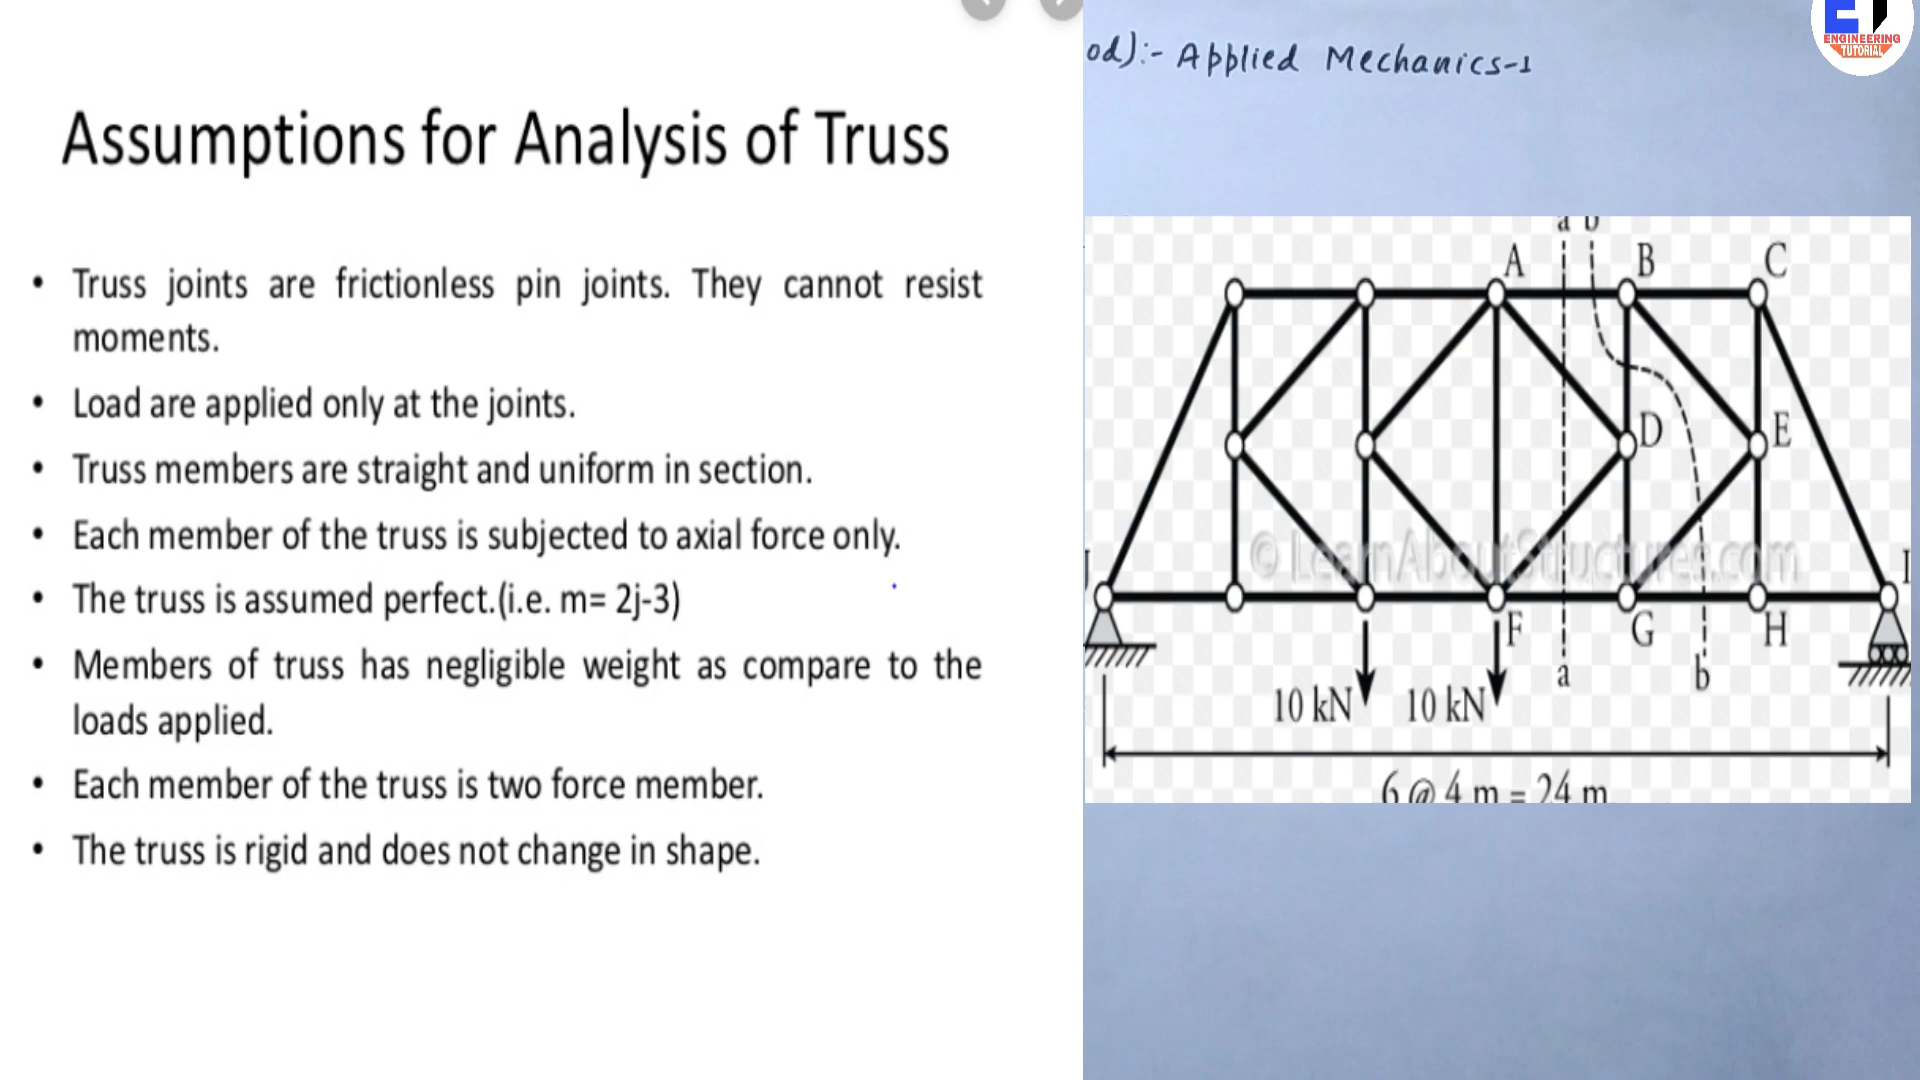 Assumptions for Analysis of Truss
• Truss joints are frictionless pin joints. They cannot resist
moments.
• Load are applied only at the joints.
• Truss members are straight and uniform in section.
• Each member of the truss is subjected to axial force only.
• The truss is assumed perfect.(i.e. m= 2j-3)
• Members of truss has negligible weight as compare to the
loads applied.
• Each member of the truss is two force member.
• The truss is rigid and does not change in shape.
od):- Applied Mechanics-1
EJ
ENGINEERING
TUTORIAL
a b
A B C
D E
© LearnAboutStructures.com
J I
F G H
a b
10 kN 10 kN
6 @ 4 m = 24 m